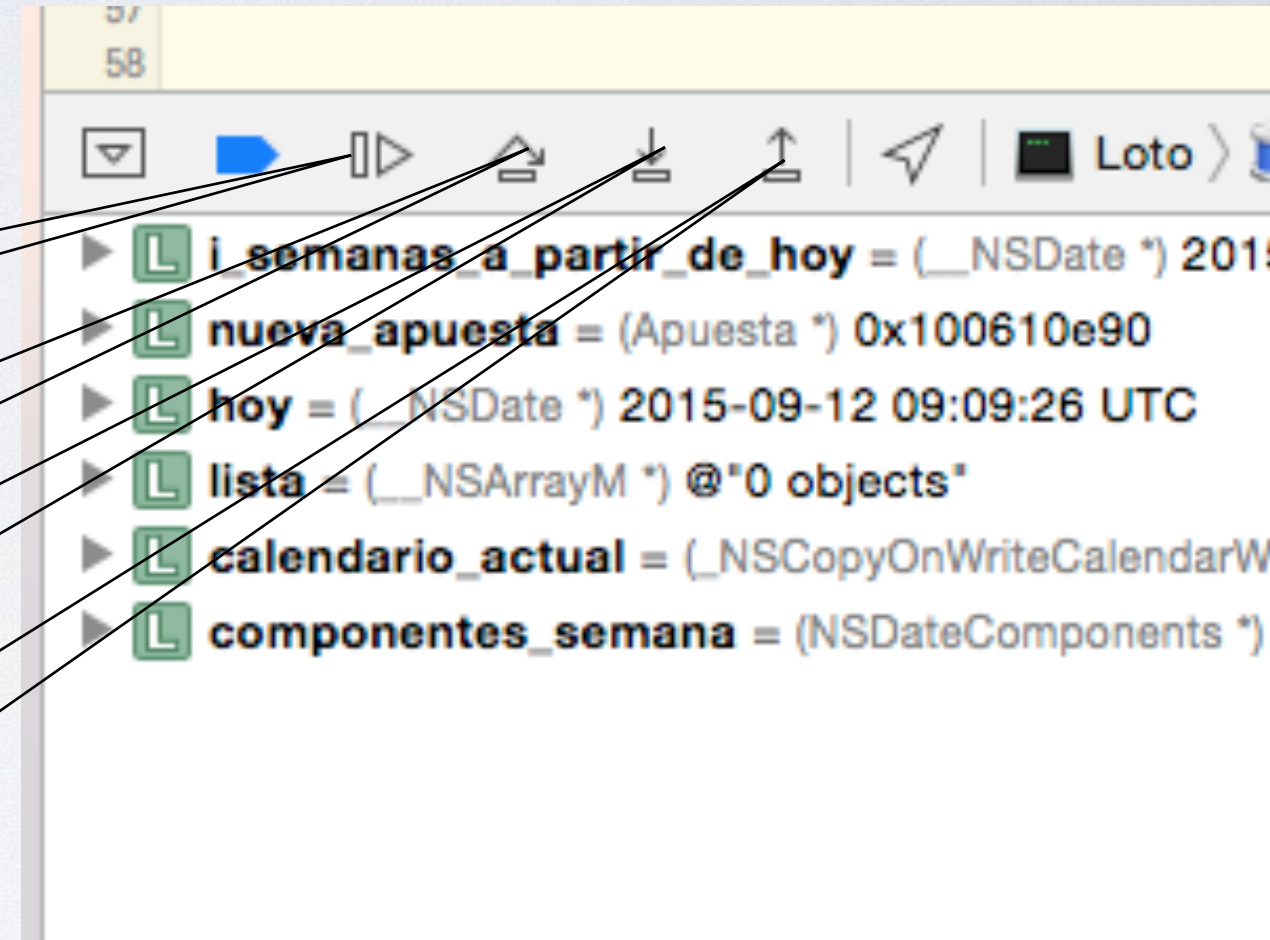 57
58
Loto
L i_semanas_a_partir_de_hoy = (__NSDate *) 2015
L nueva_apuesta = (Apuesta *) 0x100610e90
L hoy = (__NSDate *) 2015-09-12 09:09:26 UTC
L lista = (__NSArrayM *) @"0 objects"
L calendario_actual = (_NSCopyOnWriteCalendarW
L componentes_semana = (NSDateComponents *)